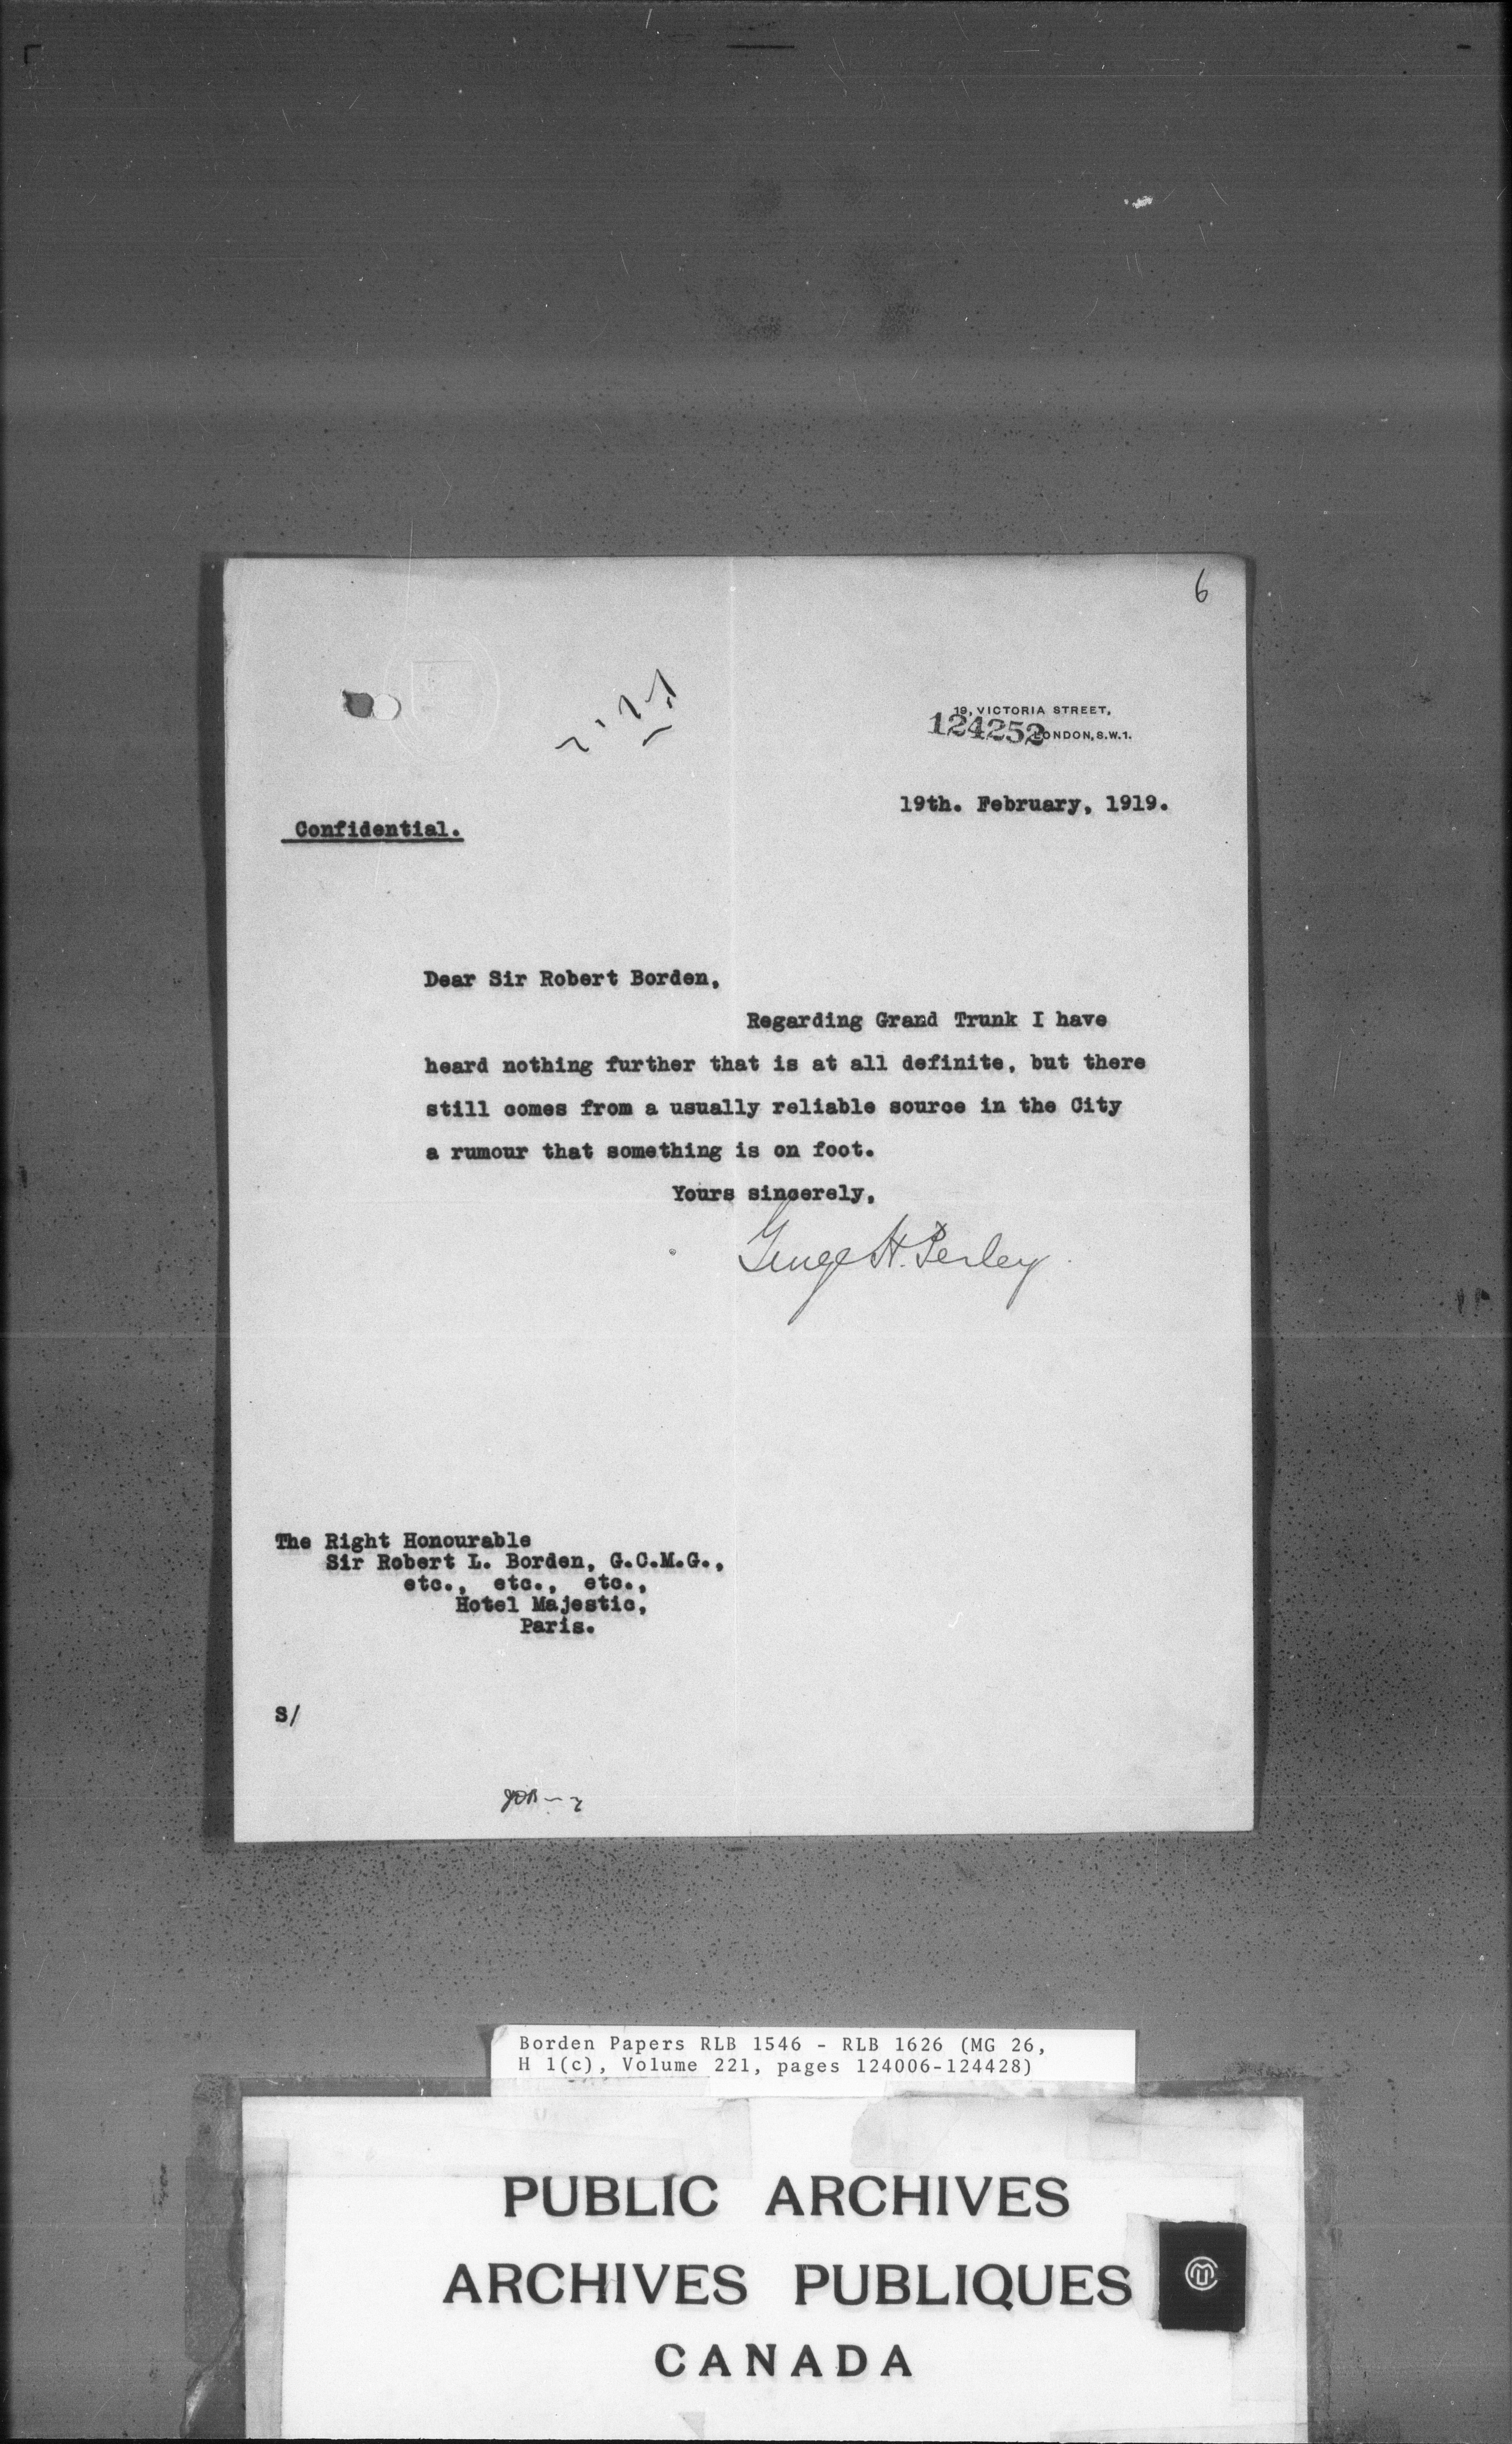 6
19, VICTORIA STREET,
124252
LONDON, S.W.1.
19th. February, 1919.
Confidential.
Dear Sir Robert Borden,
Regarding Grand Trunk I have
heard nothing further that is at all definite, but there
still comes from a usually reliable source in the City
a rumour that something is on foot.
Yours sincerely,
George H. Perley.
The Right Honourable
Sir Robert L. Borden, G.C.M.G.,
etc., etc., etc.,
Hotel Majestic,
Paris.
S/
Borden Papers RLB 1546 - RLB 1626 (MG 26,
H 1(c), Volume 221, pages 124006-124428)
PUBLIC ARCHIVES
ARCHIVES PUBLIQUES
CANADA